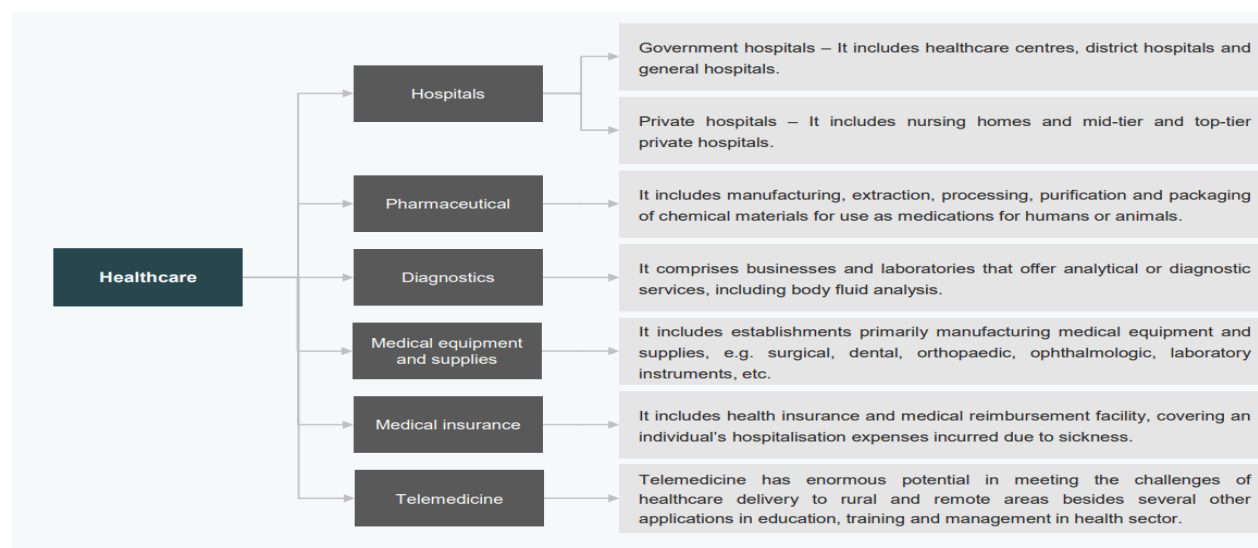 Healthcare
Hospitals
Government hospitals – It includes healthcare centres, district hospitals and
general hospitals.
Private hospitals – It includes nursing homes and mid-tier and top-tier
private hospitals.
Pharmaceutical
It includes manufacturing, extraction, processing, purification and packaging
of chemical materials for use as medications for humans or animals.
Diagnostics
It comprises businesses and laboratories that offer analytical or diagnostic
services, including body fluid analysis.
Medical equipment
and supplies
It includes establishments primarily manufacturing medical equipment and
supplies, e.g. surgical, dental, orthopaedic, ophthalmologic, laboratory
instruments, etc.
Medical insurance
It includes health insurance and medical reimbursement facility, covering an
individual's hospitalisation expenses incurred due to sickness.
Telemedicine
Telemedicine has enormous potential in meeting the challenges of
healthcare delivery to rural and remote areas besides several other
applications in education, training and management in health sector.